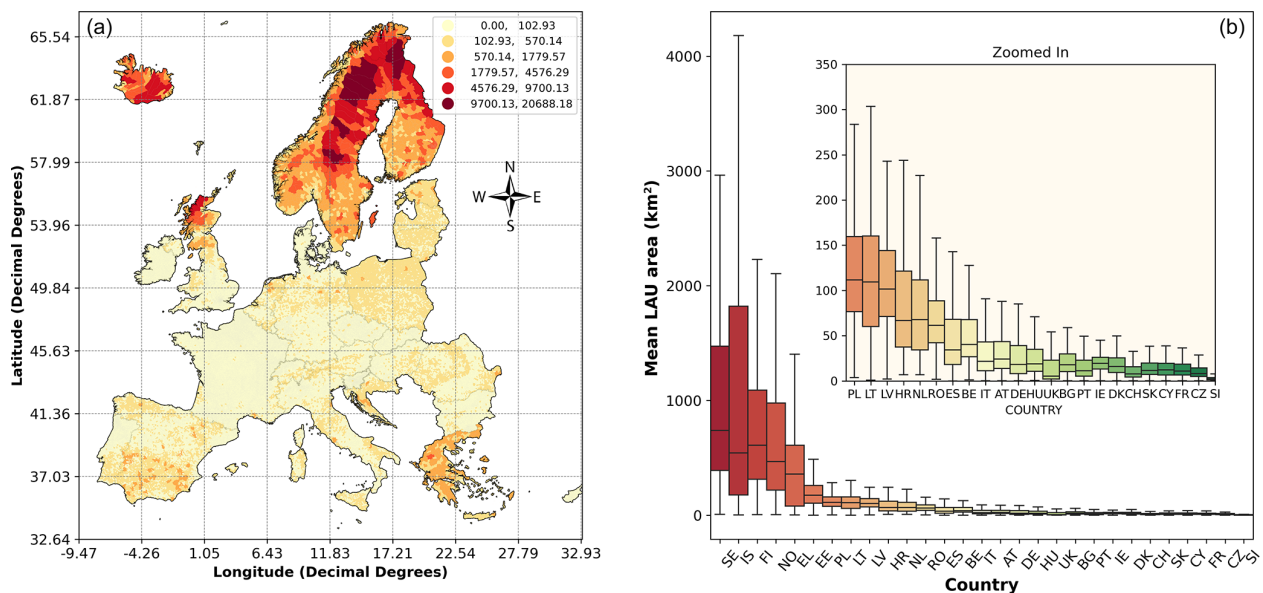 (a)
0.00, 102.93
102.93, 570.14
570.14, 1779.57
1779.57, 4576.29
4576.29, 9700.13
9700.13, 20688.18
N
W E
S
65.54
61.87
57.99
53.96
49.84
45.63
41.36
37.03
32.64
Latitude (Decimal Degrees)
-9.47 -4.26 1.05 6.43 11.83 17.21 22.54 27.79 32.93
Longitude (Decimal Degrees)
(b)
Mean LAU area (km²)
4000
3000
2000
1000
0
SE IS FI NO EL EE PL LT LV HR NL RO ES BE IT AT DE HU UK BG PT IE DK CH SK CY FR CZ SI
Country
Zoomed In
350
300
250
200
150
100
50
0
PL LT LV HR NL RO ES BE IT AT DE HU UK BG PT IE DK CH SK CY FR CZ SI
COUNTRY